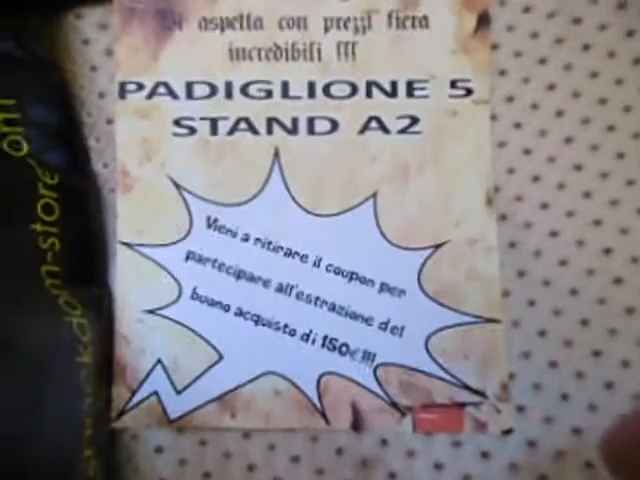 aspetta con prezzi fiera
incredibili !!!
PADIGLIONE 5
STAND A2
Vieni a ritirare il coupon per
partecipare all'estrazione del
buono acquisto di 150€!!!